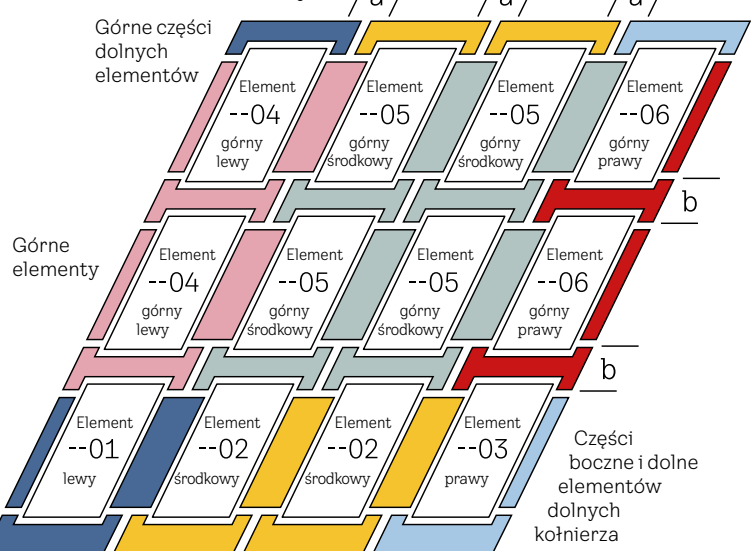 a
a
a
Górne części
dolnych
elementów
Element
--04
górny
lewy
Element
--05
górny
środkowy
Element
--05
górny
środkowy
Element
--06
górny
prawy
b
Górne
elementy
Element
--04
górny
lewy
Element
--05
górny
środkowy
Element
--05
górny
środkowy
Element
--06
górny
prawy
b
Element
--01
lewy
Element
--02
środkowy
Element
--02
środkowy
Element
--03
prawy
Części
boczne i dolne
elementów
dolnych
kołnierza